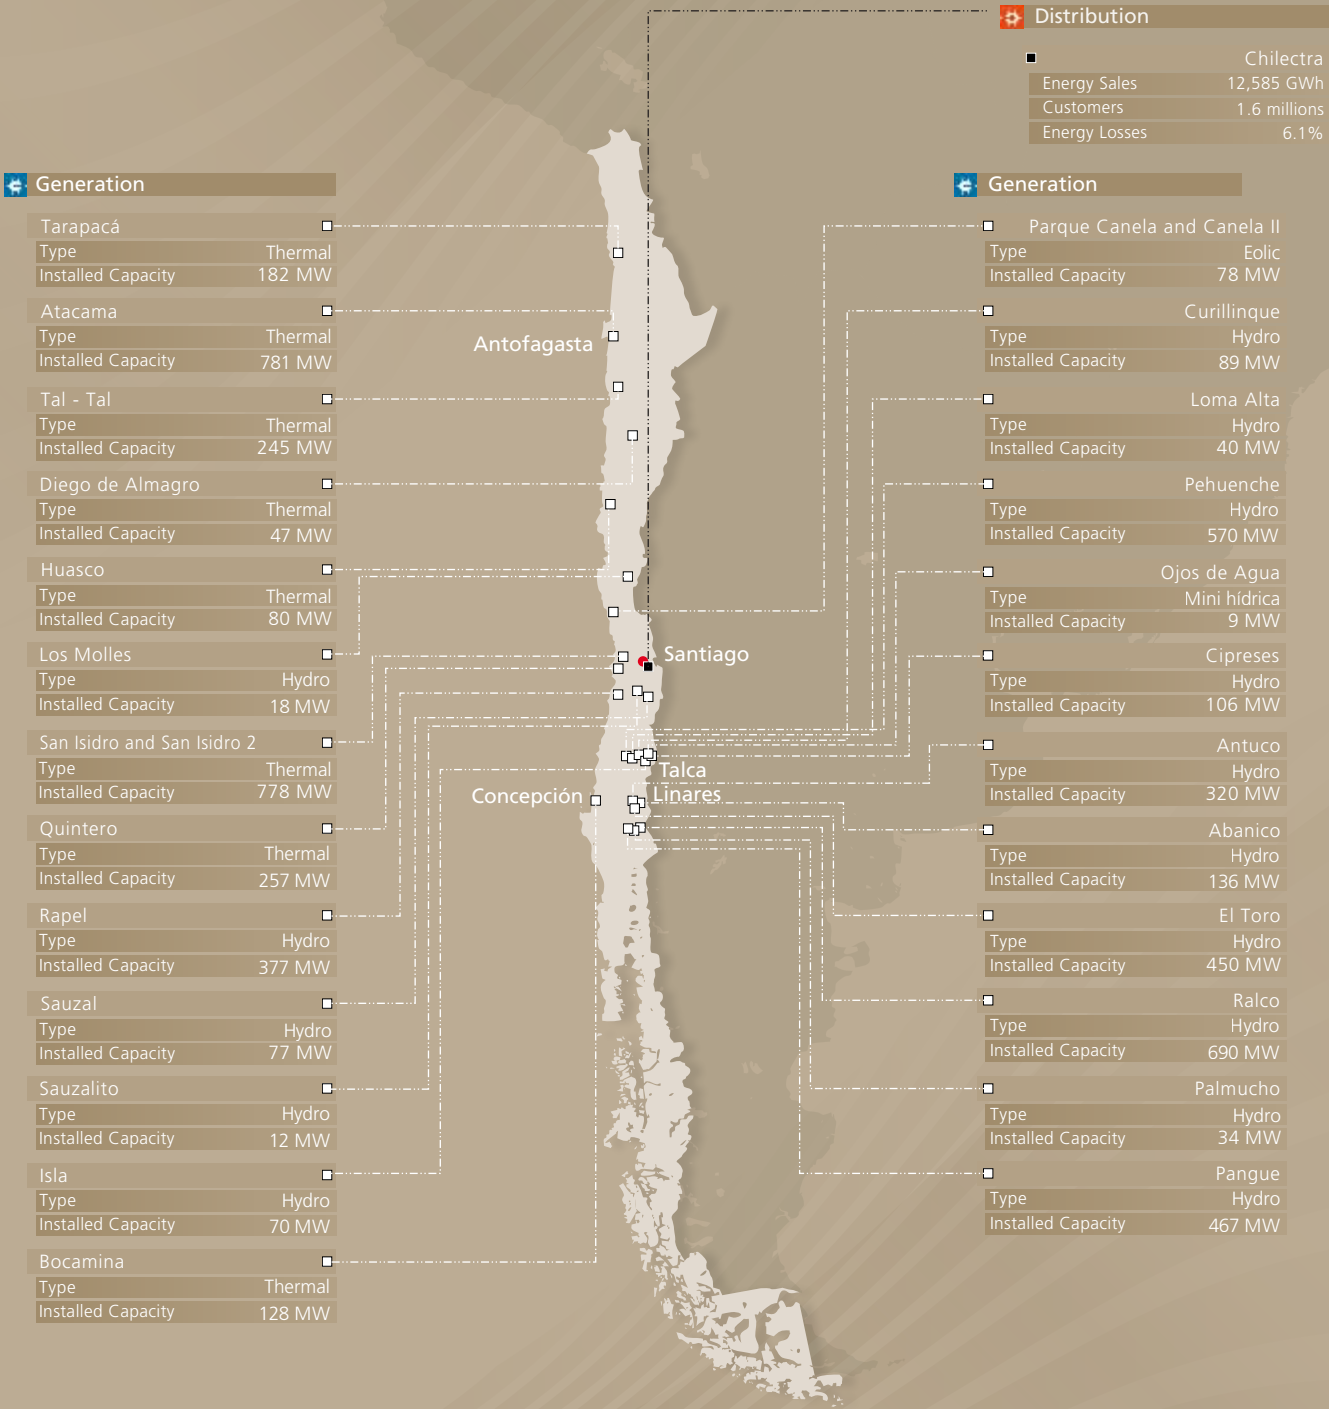 Distribution
Chilectra
Energy Sales 12,585 GWh
Customers 1.6 millions
Energy Losses 6.1%
Generation
Tarapacá
Type Thermal
Installed Capacity 182 MW
Atacama
Type Thermal
Installed Capacity 781 MW
Tal - Tal
Type Thermal
Installed Capacity 245 MW
Diego de Almagro
Type Thermal
Installed Capacity 47 MW
Huasco
Type Thermal
Installed Capacity 80 MW
Los Molles
Type Hydro
Installed Capacity 18 MW
San Isidro and San Isidro 2
Type Thermal
Installed Capacity 778 MW
Quintero
Type Thermal
Installed Capacity 257 MW
Rapel
Type Hydro
Installed Capacity 377 MW
Sauzal
Type Hydro
Installed Capacity 77 MW
Sauzalito
Type Hydro
Installed Capacity 12 MW
Isla
Type Hydro
Installed Capacity 70 MW
Bocamina
Type Thermal
Installed Capacity 128 MW
Antofagasta
Santiago
Talca
Linares
Concepción
Generation
Parque Canela and Canela II
Type Eolic
Installed Capacity 78 MW
Curillinque
Type Hydro
Installed Capacity 89 MW
Loma Alta
Type Hydro
Installed Capacity 40 MW
Pehuenche
Type Hydro
Installed Capacity 570 MW
Ojos de Agua
Type Mini hídrica
Installed Capacity 9 MW
Cipreses
Type Hydro
Installed Capacity 106 MW
Antuco
Type Hydro
Installed Capacity 320 MW
Abanico
Type Hydro
Installed Capacity 136 MW
El Toro
Type Hydro
Installed Capacity 450 MW
Ralco
Type Hydro
Installed Capacity 690 MW
Palmucho
Type Hydro
Installed Capacity 34 MW
Pangue
Type Hydro
Installed Capacity 467 MW